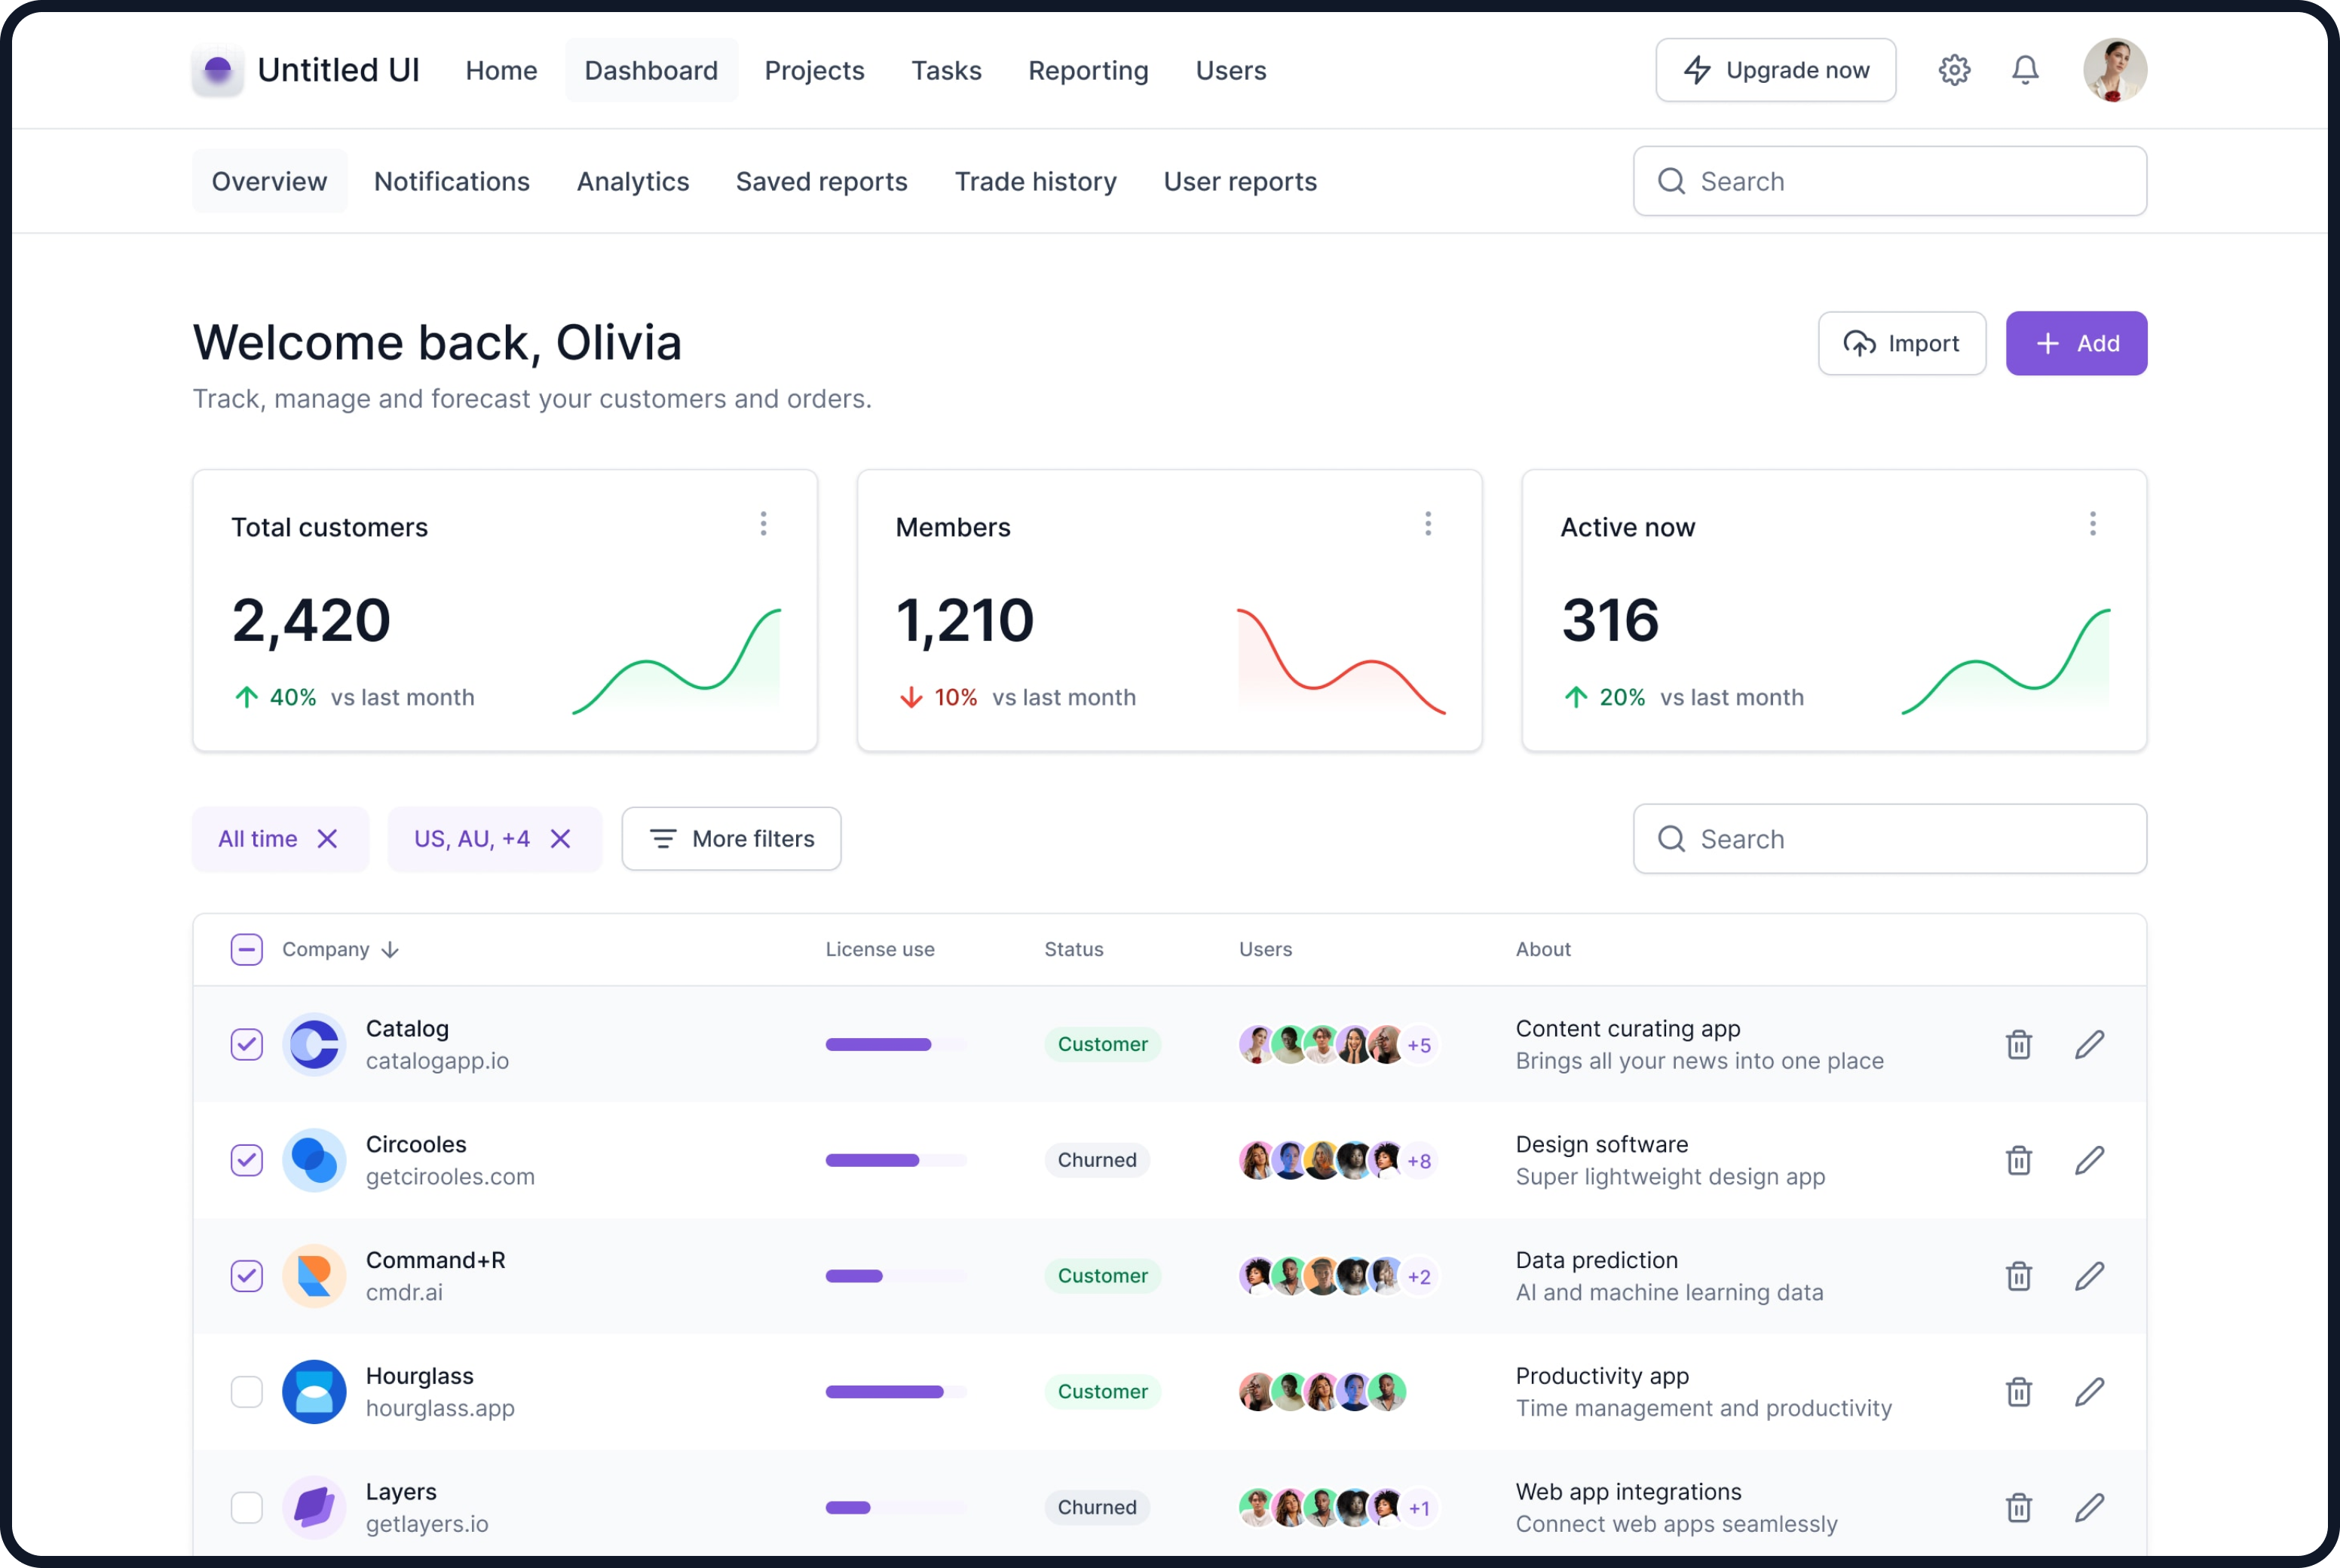 Untitled UI
Home
Dashboard
Projects
Tasks
Reporting
Users
Upgrade now
Overview
Notifications
Analytics
Saved reports
Trade history
User reports
Search
Welcome back, Olivia
Track, manage and forecast your customers and orders.
Import
Add
Total customers
2,420
40% vs last month
Members
1,210
10% vs last month
Active now
316
20% vs last month
All time
US, AU, +4
More filters
Search
Company
License use
Status
Users
About
Catalog
catalogapp.io
Customer
+5
Content curating app
Brings all your news into one place
Circooles
getcirooles.com
Churned
+8
Design software
Super lightweight design app
Command+R
cmdr.ai
Customer
+2
Data prediction
AI and machine learning data
Hourglass
hourglass.app
Customer
Productivity app
Time management and productivity
Layers
getlayers.io
Churned
+1
Web app integrations
Connect web apps seamlessly